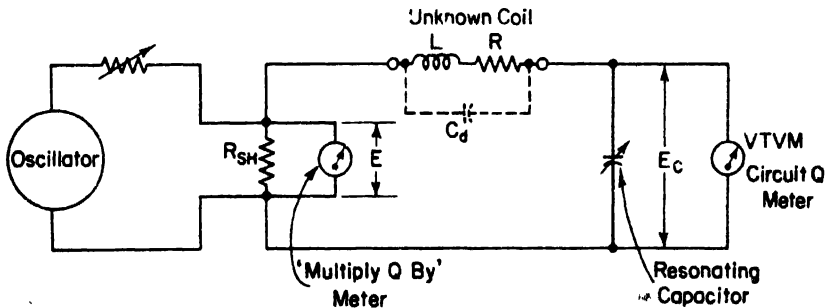 Unknown Coil
L
R
C_d
Oscillator
R_SH
E
E_C
VTVM
Circuit Q
Meter
'Multiply Q By'
Meter
Resonating
Capacitor